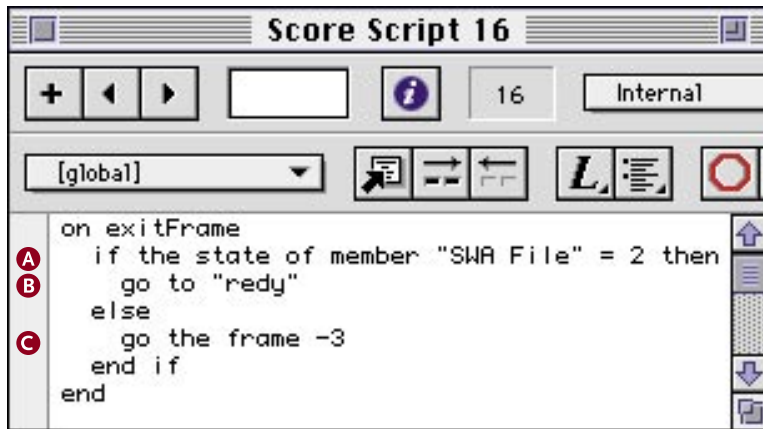 Score Script 16
16 Internal
[global]
L
on exitFrame
A if the state of member "SWA File" = 2 then
B go to "redy"
else
C go the frame -3
end if
end